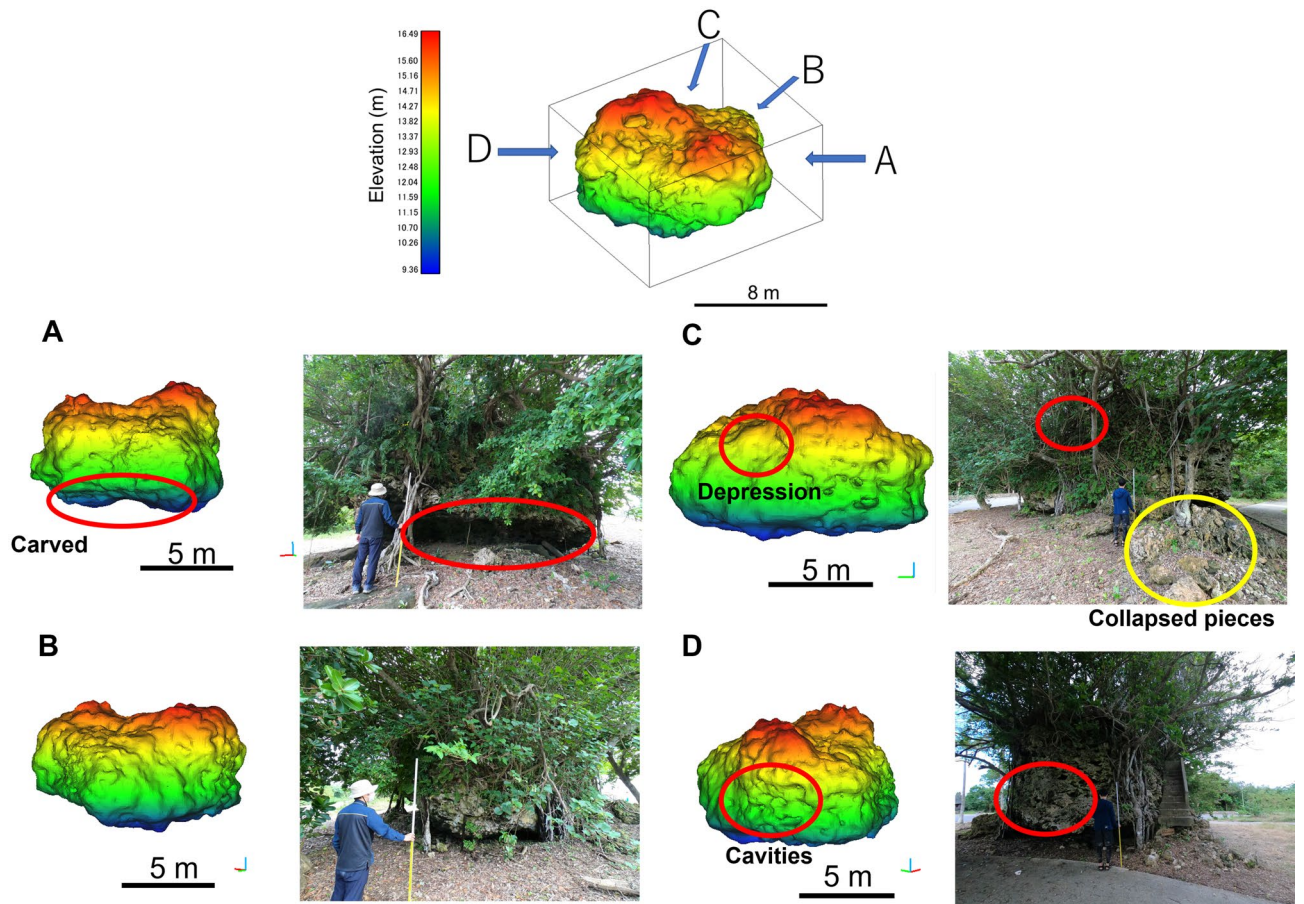 C
B
D
A
Elevation (m)
16.49
15.60
15.16
14.71
14.27
13.82
13.37
12.93
12.48
12.04
11.59
11.15
10.70
10.26
9.36
8 m
A
Carved
5 m
C
Depression
5 m
Collapsed pieces
B
5 m
D
Cavities
5 m